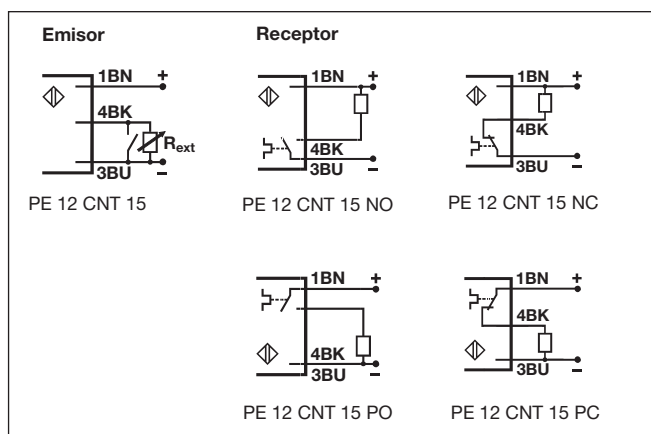 Emisor
Receptor
1BN +
4BK
Rext
3BU −
PE 12 CNT 15
1BN +
4BK
3BU −
PE 12 CNT 15 NO
1BN +
4BK
3BU −
PE 12 CNT 15 NC
1BN +
4BK
3BU −
PE 12 CNT 15 PO
1BN +
4BK
3BU −
PE 12 CNT 15 PC